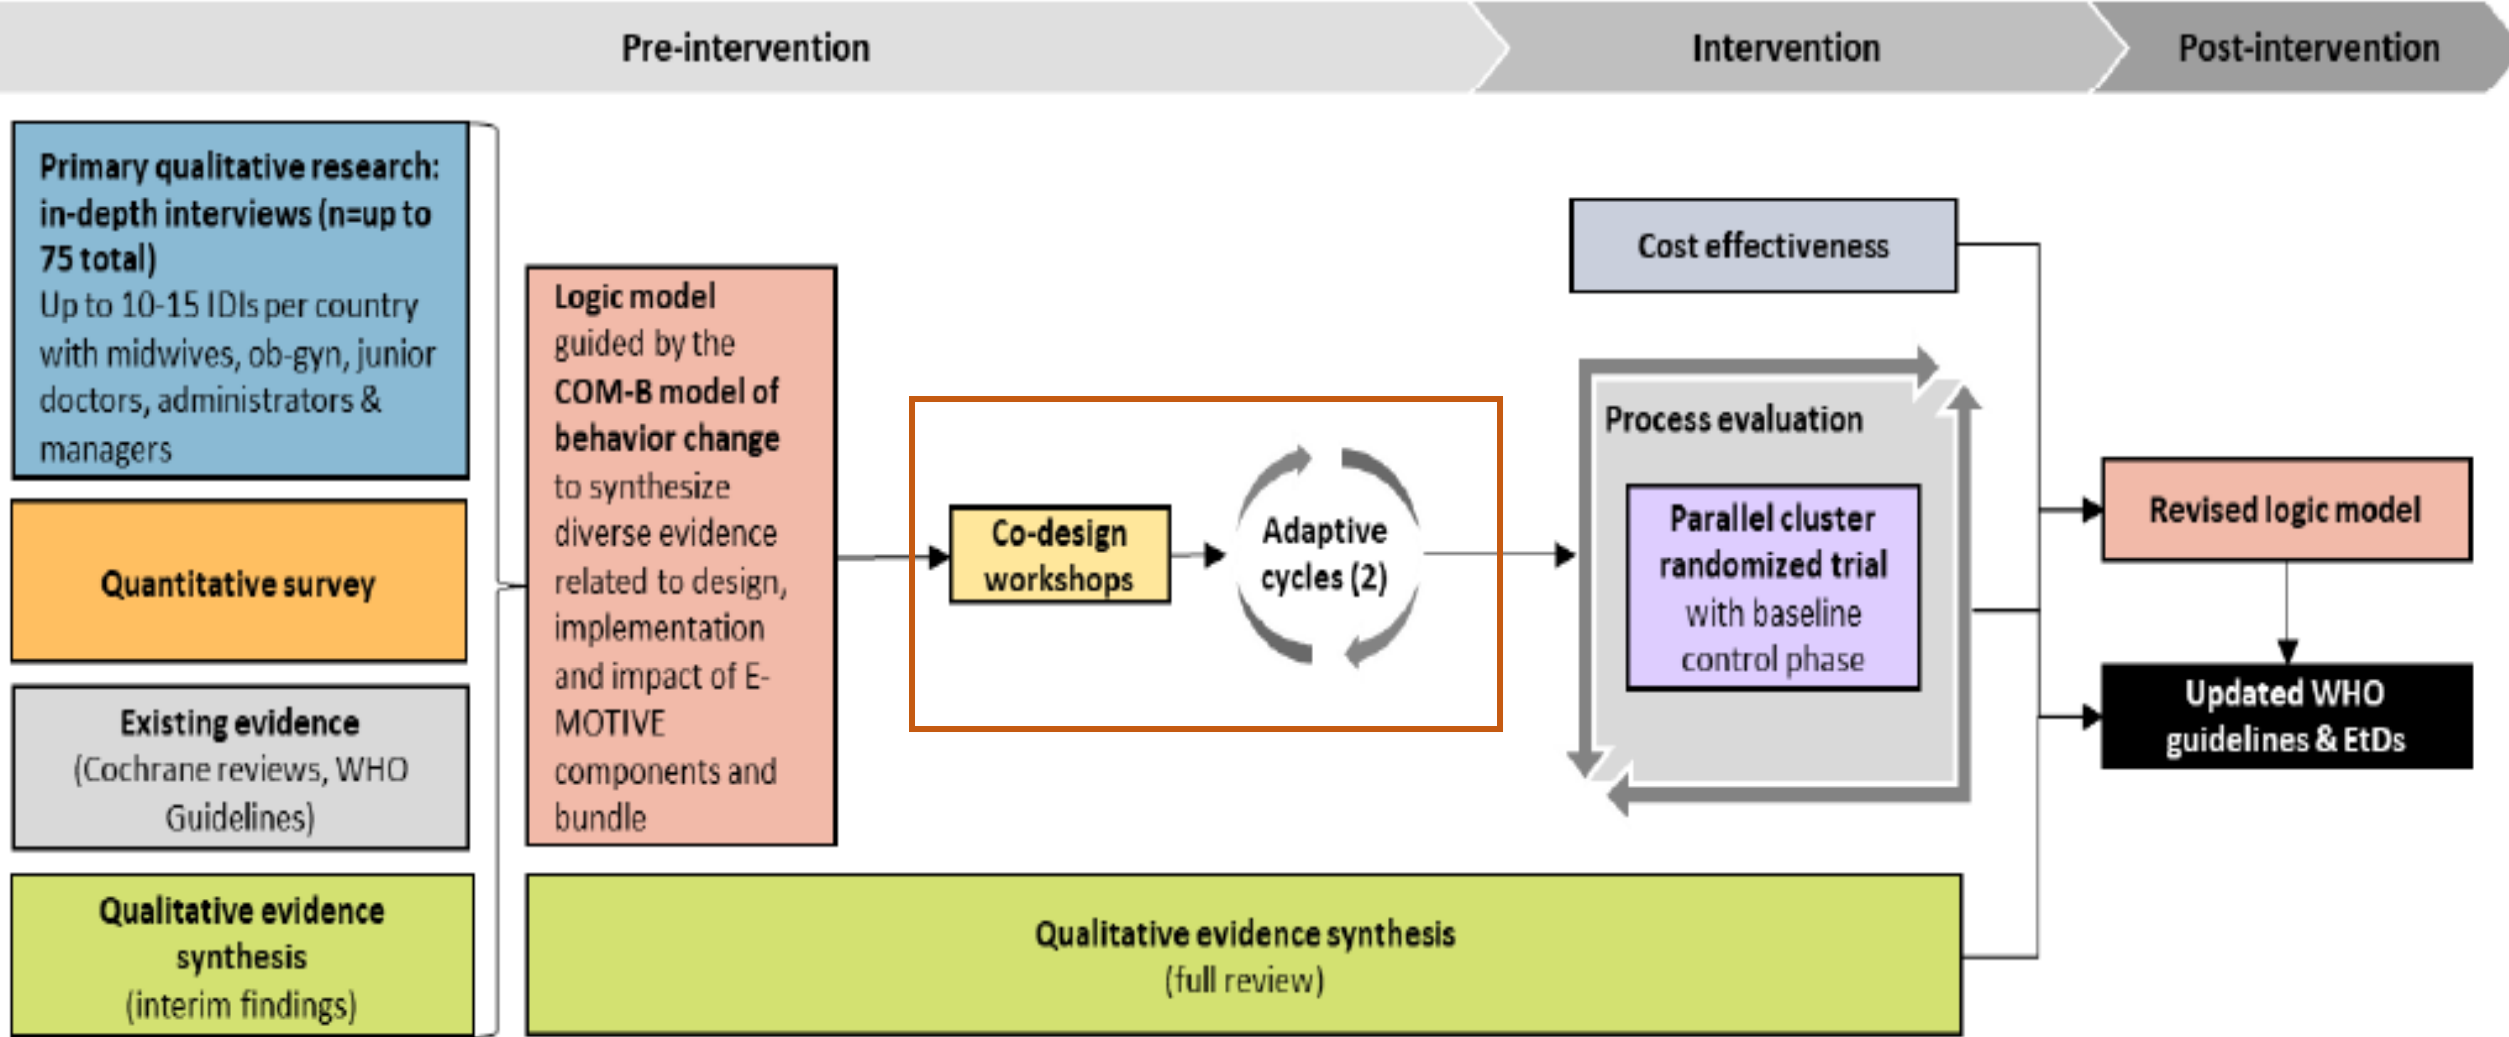 Pre-intervention
Intervention
Post-intervention
Primary qualitative research:
in-depth interviews (n=up to
75 total)
Up to 10-15 IDIs per country
with midwives, ob-gyn, junior
doctors, administrators &
managers
Quantitative survey
Existing evidence
(Cochrane reviews, WHO
Guidelines)
Qualitative evidence
synthesis
(interim findings)
Logic model
guided by the
COM-B model of
behavior change
to synthesize
diverse evidence
related to design,
implementation
and impact of E-
MOTIVE
components and
bundle
Co-design
workshops
Adaptive
cycles (2)
Cost effectiveness
Process evaluation
Parallel cluster
randomized trial
with baseline
control phase
Qualitative evidence synthesis
(full review)
Revised logic model
Updated WHO
guidelines & EtDs